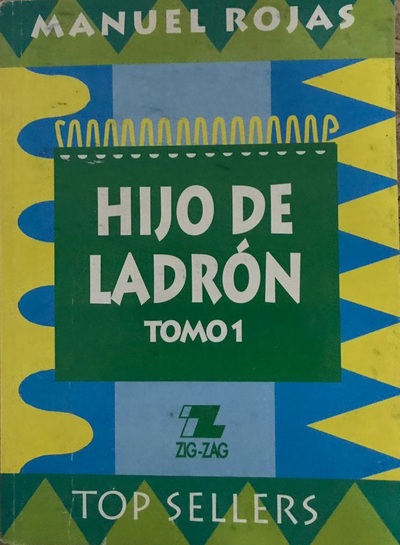 MANUEL ROJAS
HIJO DE
LADRÓN
TOMO 1
ZIG-ZAG
TOP SELLERS